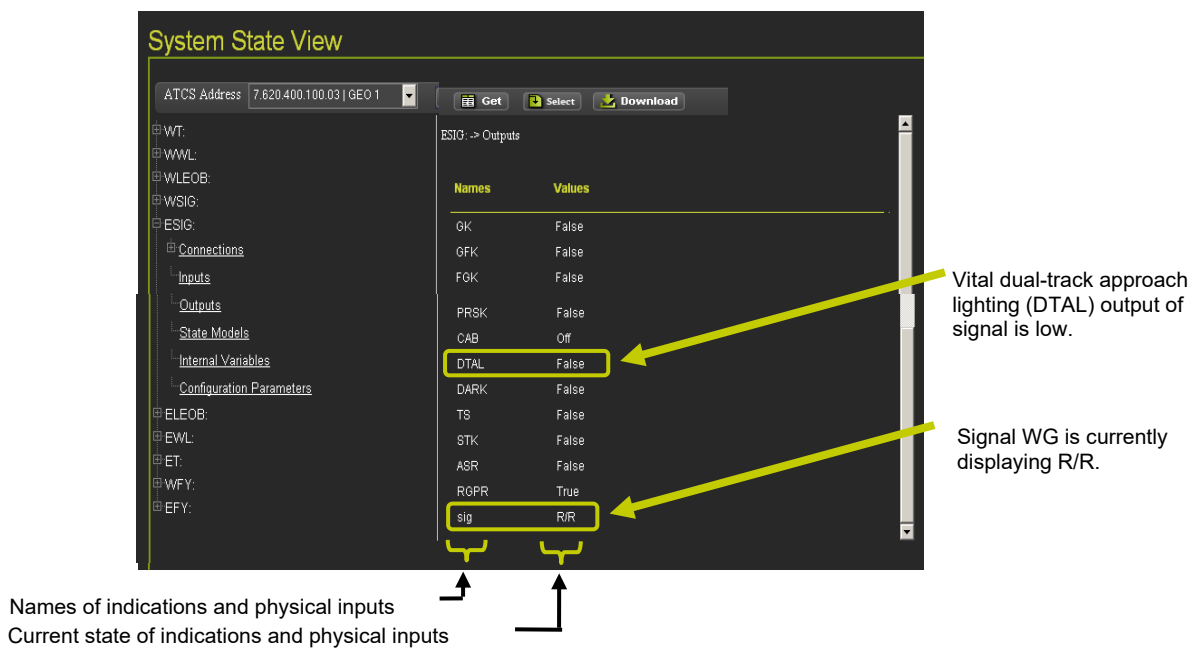 System State View
ATCS Address 7.620.400.100.03 | GEO 1
Get Select Download
WT:
WWL:
WLEOB:
WSIG:
ESIG:
Connections
Inputs
Outputs
State Models
Internal Variables
Configuration Parameters
ELEOB:
EWL:
ET:
WFY:
EFY:
ESIG: -> Outputs
Names Values
GK False
GFK False
FGK False
PRSK False
CAB Off
DTAL False
DARK False
TS False
STK False
ASR False
RGPR True
sig R/R
Vital dual-track approach
lighting (DTAL) output of
signal is low.
Signal WG is currently
displaying R/R.
Names of indications and physical inputs
Current state of indications and physical inputs